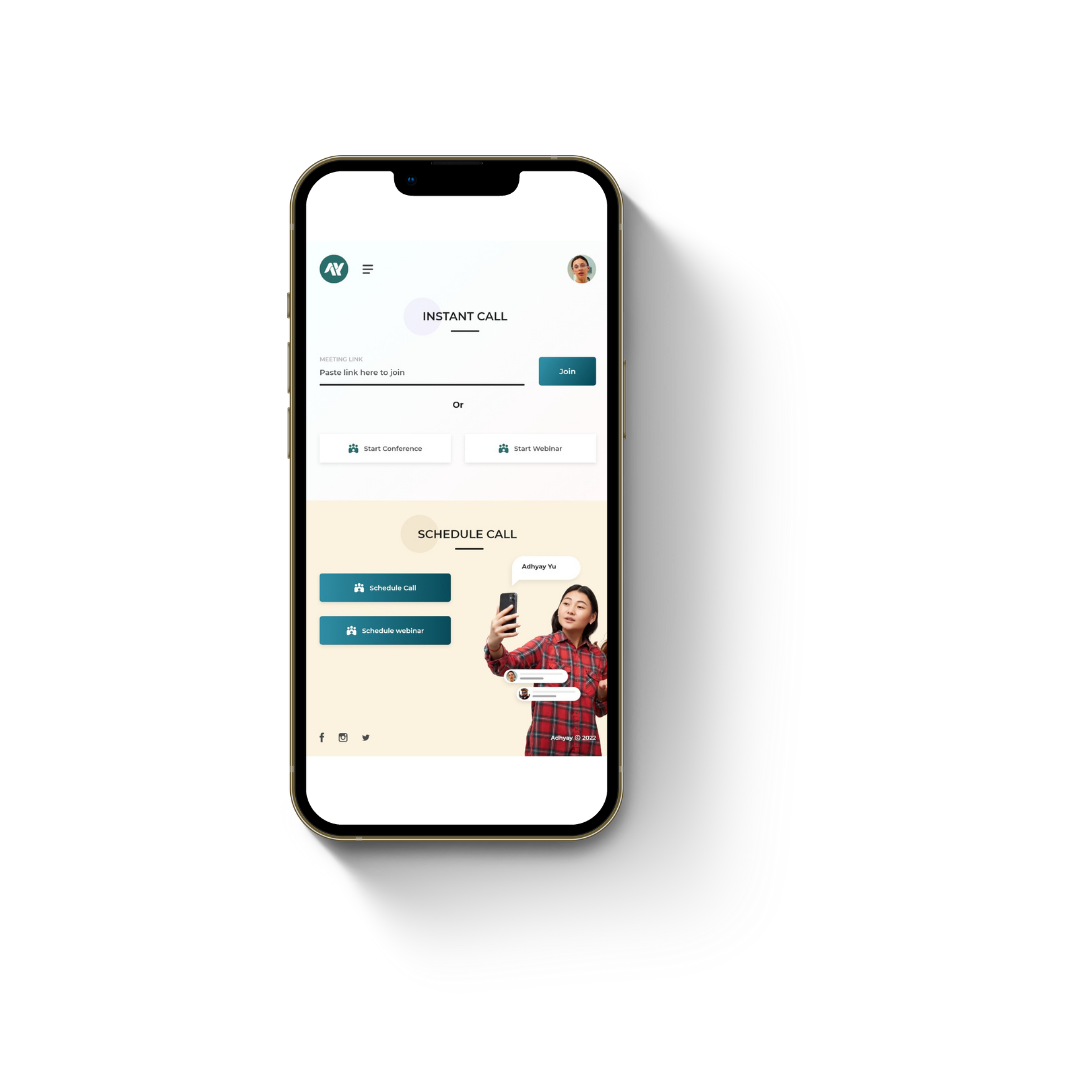 AY
INSTANT CALL
MEETING LINK
Paste link here to join
Join
Or
Start Conference
Start Webinar
SCHEDULE CALL
Adhyay Yu
Schedule Call
Schedule webinar
Adhyay © 2022